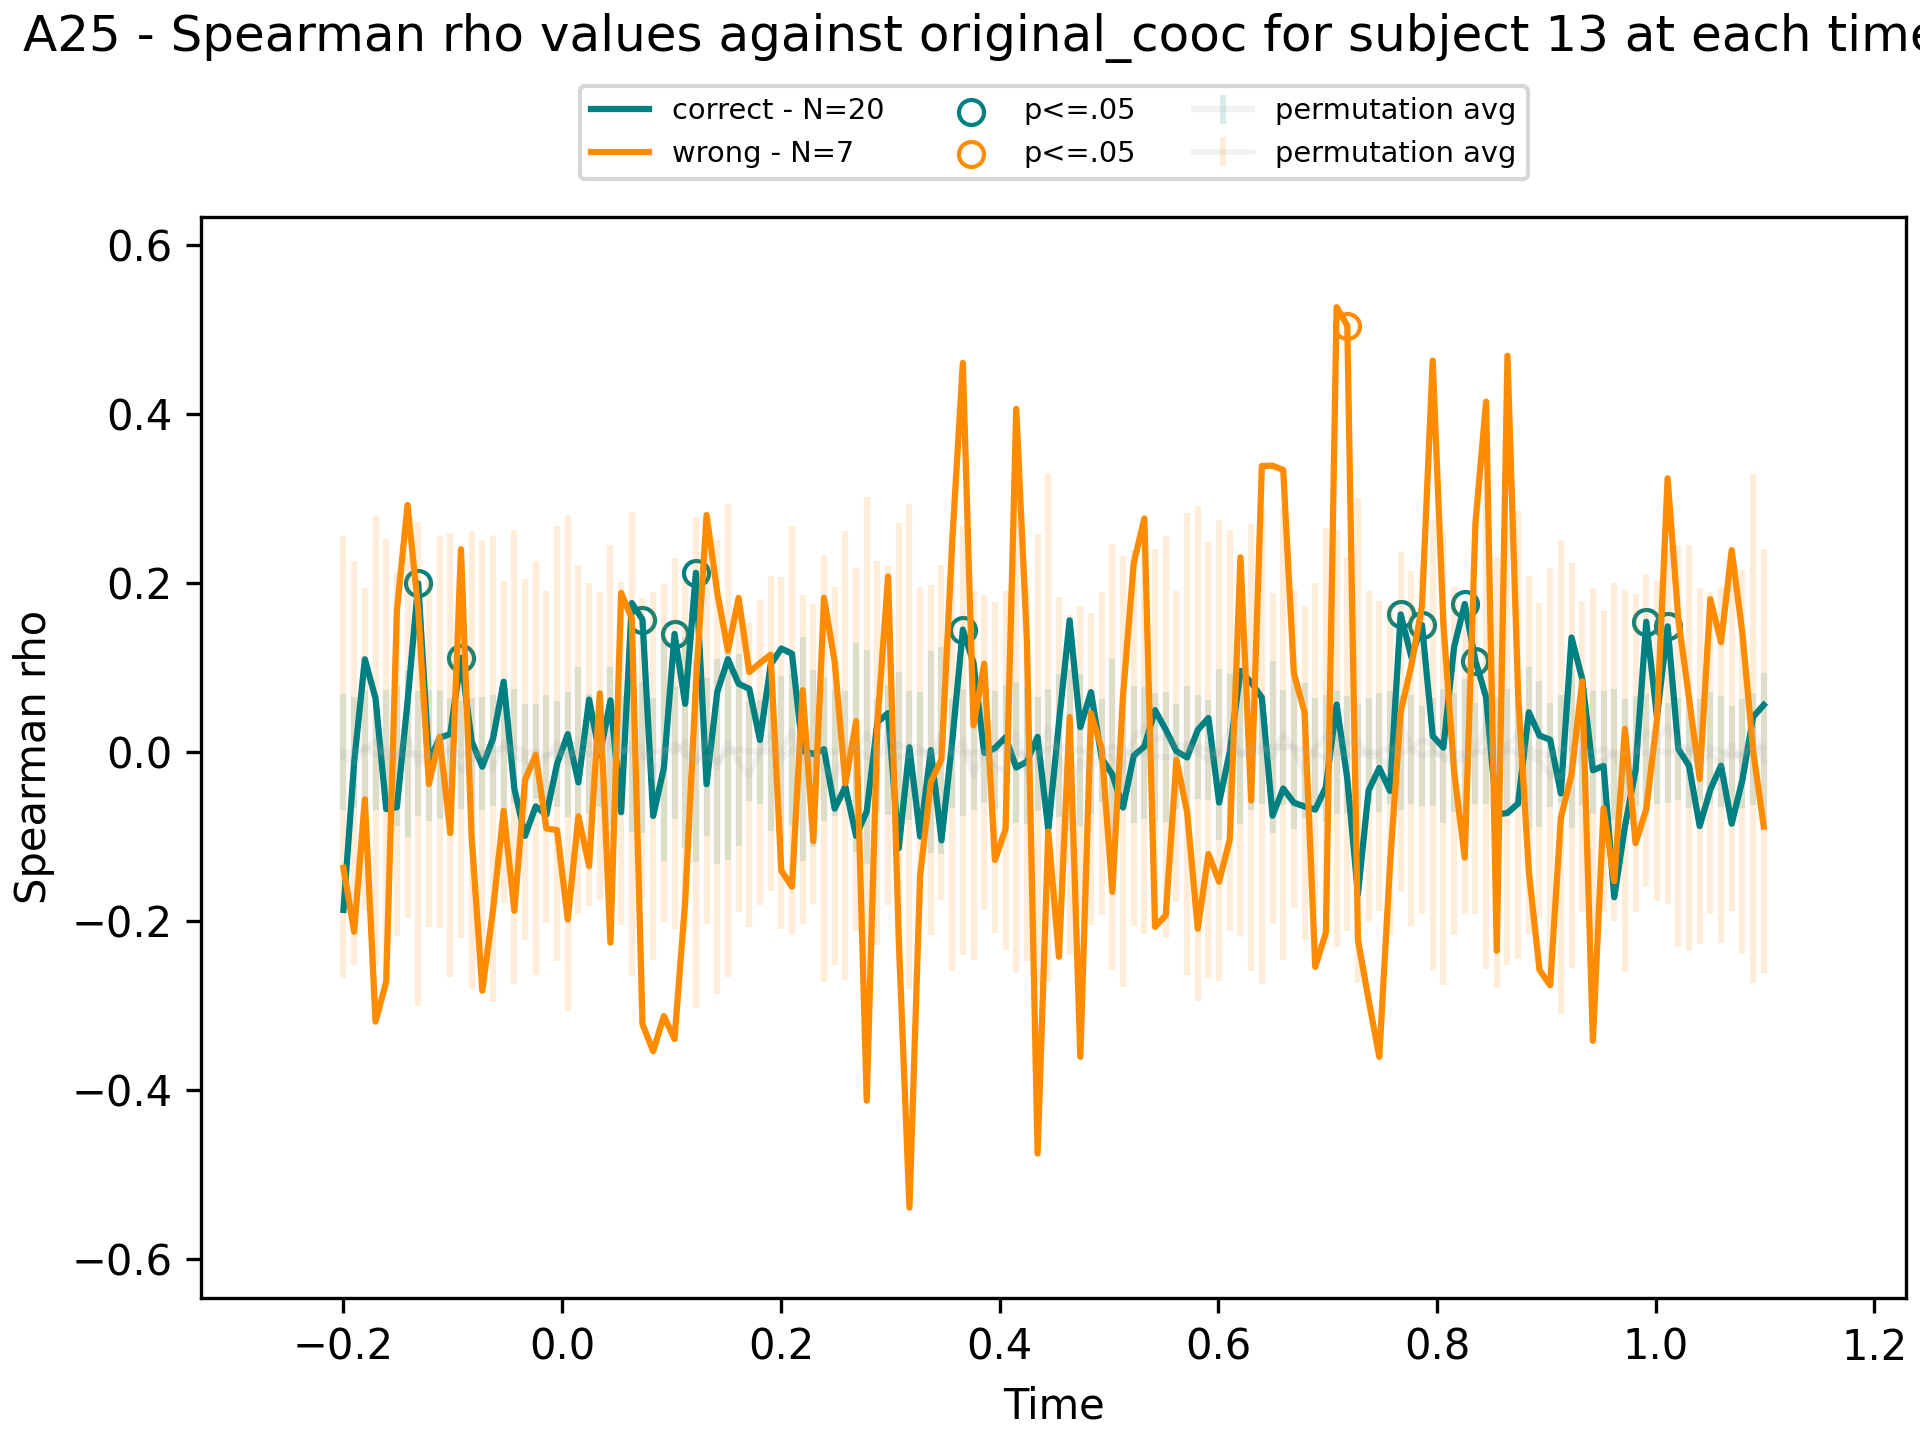 A25 - Spearman rho values against original_cooc for subject 13 at each time
correct - N=20
wrong - N=7
p<=.05
p<=.05
permutation avg
permutation avg
Spearman rho
0.6
0.4
0.2
0.0
−0.2
−0.4
−0.6
−0.2 0.0 0.2 0.4 0.6 0.8 1.0 1.2
Time